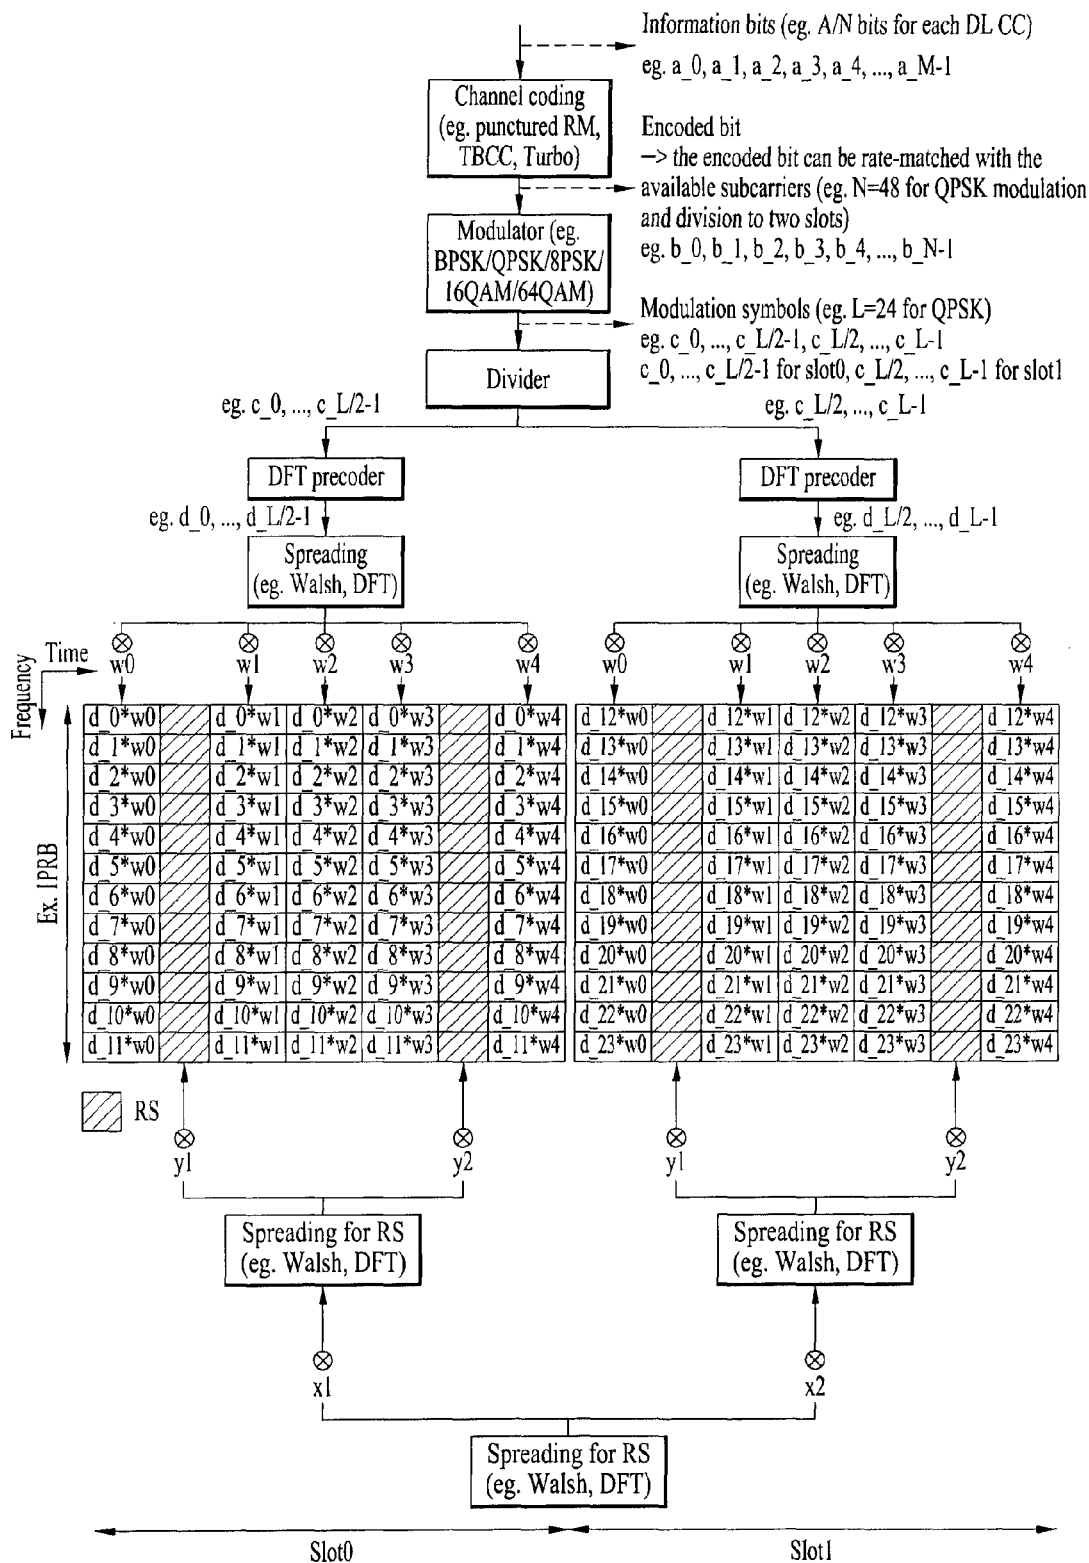 Information bits (eg. A/N bits for each DL CC)
eg. a_0, a_1, a_2, a_3, a_4, ..., a_M-1
Channel coding
(eg. punctured RM,
TBCC, Turbo)
Encoded bit
–> the encoded bit can be rate-matched with the
available subcarriers (eg. N=48 for QPSK modulation
and division to two slots)
eg. b_0, b_1, b_2, b_3, b_4, ..., b_N-1
Modulator (eg.
BPSK/QPSK/8PSK/
16QAM/64QAM)
Modulation symbols (eg. L=24 for QPSK)
eg. c_0, ..., c_L/2-1, c_L/2, ..., c_L-1
c_0, ..., c_L/2-1 for slot0, c_L/2, ..., c_L-1 for slot1
Divider
eg. c_0, ..., c_L/2-1
eg. c_L/2, ..., c_L-1
DFT precoder
DFT precoder
eg. d_0, ..., d_L/2-1
eg. d_L/2, ..., d_L-1
Spreading
(eg. Walsh, DFT)
Spreading
(eg. Walsh, DFT)
Frequency
Time
w0 w1 w2 w3 w4 w0 w1 w2 w3 w4
Ex. 1PRB
d_0*w0 d_0*w1 d_0*w2 d_0*w3 d_0*w4 d_12*w0 d_12*w1 d_12*w2 d_12*w3 d_12*w4
d_1*w0 d_1*w1 d_1*w2 d_1*w3 d_1*w4 d_13*w0 d_13*w1 d_13*w2 d_13*w3 d_13*w4
d_2*w0 d_2*w1 d_2*w2 d_2*w3 d_2*w4 d_14*w0 d_14*w1 d_14*w2 d_14*w3 d_14*w4
d_3*w0 d_3*w1 d_3*w2 d_3*w3 d_3*w4 d_15*w0 d_15*w1 d_15*w2 d_15*w3 d_15*w4
d_4*w0 d_4*w1 d_4*w2 d_4*w3 d_4*w4 d_16*w0 d_16*w1 d_16*w2 d_16*w3 d_16*w4
d_5*w0 d_5*w1 d_5*w2 d_5*w3 d_5*w4 d_17*w0 d_17*w1 d_17*w2 d_17*w3 d_17*w4
d_6*w0 d_6*w1 d_6*w2 d_6*w3 d_6*w4 d_18*w0 d_18*w1 d_18*w2 d_18*w3 d_18*w4
d_7*w0 d_7*w1 d_7*w2 d_7*w3 d_7*w4 d_19*w0 d_19*w1 d_19*w2 d_19*w3 d_19*w4
d_8*w0 d_8*w1 d_8*w2 d_8*w3 d_8*w4 d_20*w0 d_20*w1 d_20*w2 d_20*w3 d_20*w4
d_9*w0 d_9*w1 d_9*w2 d_9*w3 d_9*w4 d_21*w0 d_21*w1 d_21*w2 d_21*w3 d_21*w4
d_10*w0 d_10*w1 d_10*w2 d_10*w3 d_10*w4 d_22*w0 d_22*w1 d_22*w2 d_22*w3 d_22*w4
d_11*w0 d_11*w1 d_11*w2 d_11*w3 d_11*w4 d_23*w0 d_23*w1 d_23*w2 d_23*w3 d_23*w4
RS
y1 y2 y1 y2
Spreading for RS
(eg. Walsh, DFT)
Spreading for RS
(eg. Walsh, DFT)
x1 x2
Spreading for RS
(eg. Walsh, DFT)
Slot0 Slot1